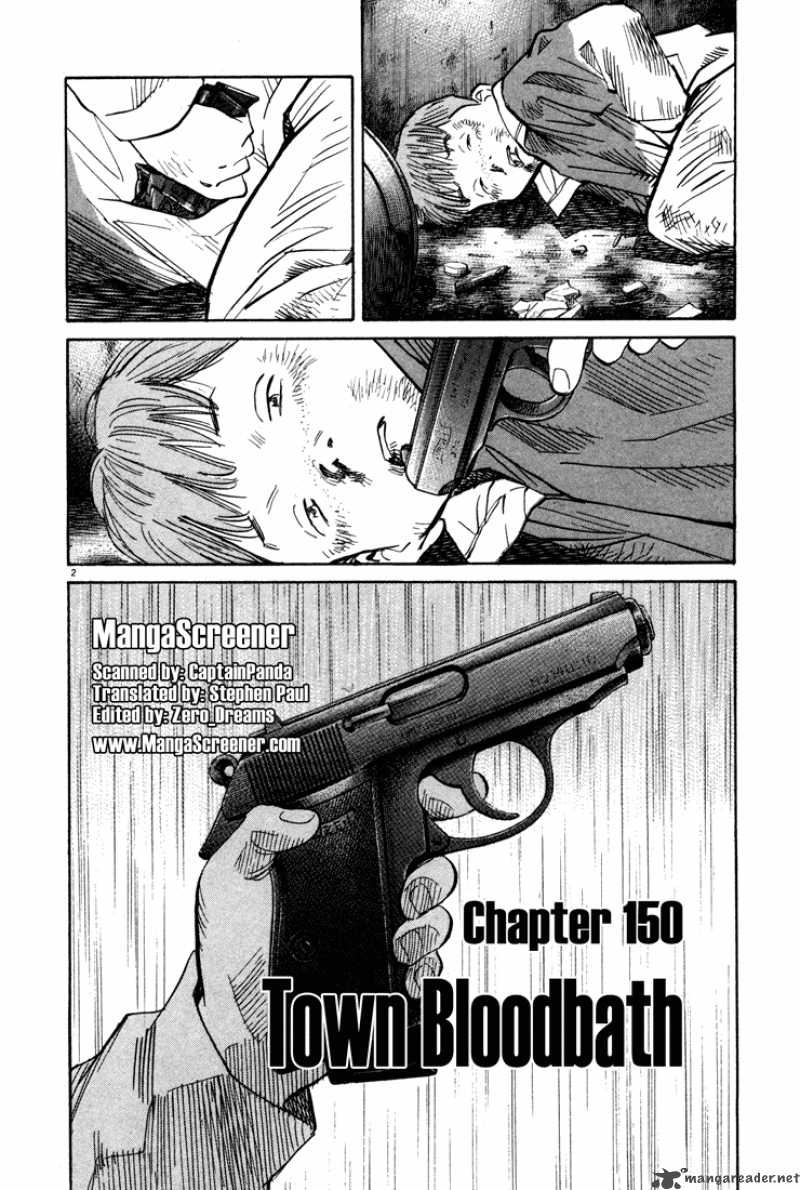 2
MangaScreener
Scanned by: CaptainPanda
Translated by: Stephen Paul
Edited by: Zero_Dreams
www.MangaScreener.com
Chapter 150
Town Bloodbath
mangareader.net